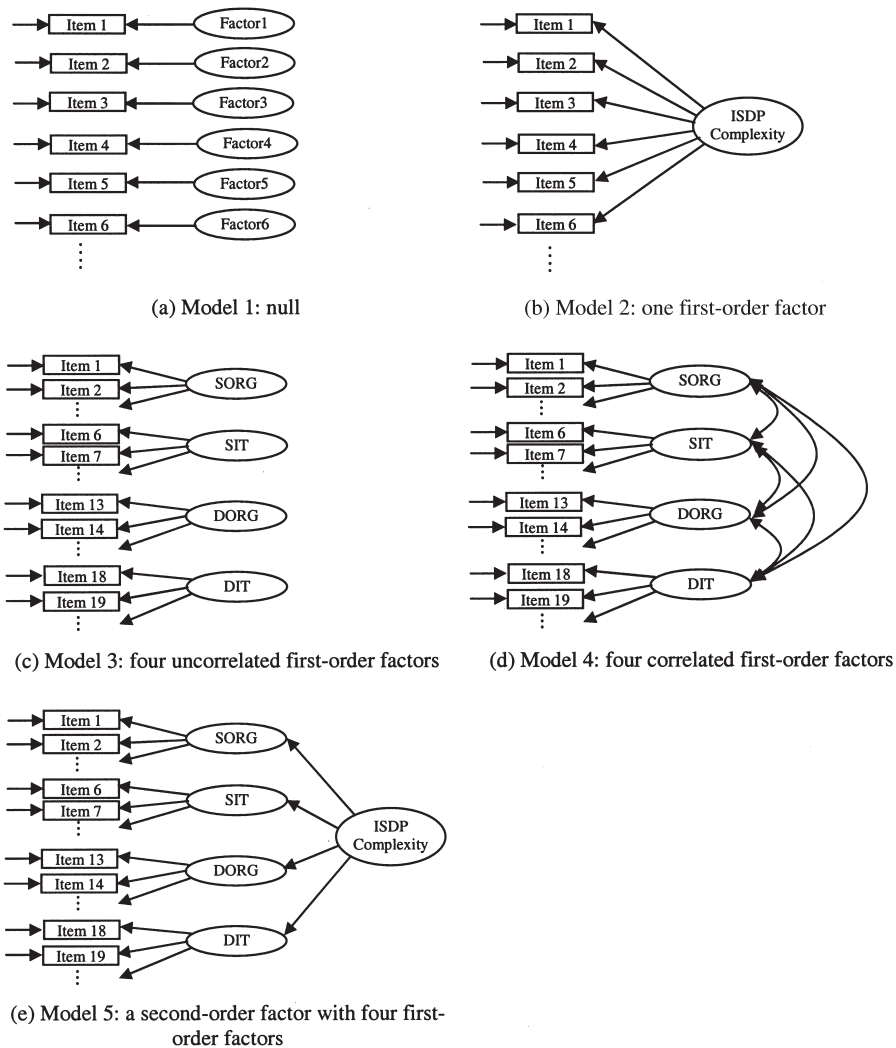 Item 1
Factor1
Item 2
Factor2
Item 3
Factor3
Item 4
Factor4
Item 5
Factor5
Item 6
Factor6
(a) Model 1: null
Item 1
Item 2
Item 3
Item 4
Item 5
Item 6
ISDP
Complexity
(b) Model 2: one first-order factor
Item 1
Item 2
SORG
Item 6
Item 7
SIT
Item 13
Item 14
DORG
Item 18
Item 19
DIT
(c) Model 3: four uncorrelated first-order factors
Item 1
Item 2
SORG
Item 6
Item 7
SIT
Item 13
Item 14
DORG
Item 18
Item 19
DIT
(d) Model 4: four correlated first-order factors
Item 1
Item 2
SORG
Item 6
Item 7
SIT
Item 13
Item 14
DORG
Item 18
Item 19
DIT
ISDP
Complexity
(e) Model 5: a second-order factor with four first-
order factors